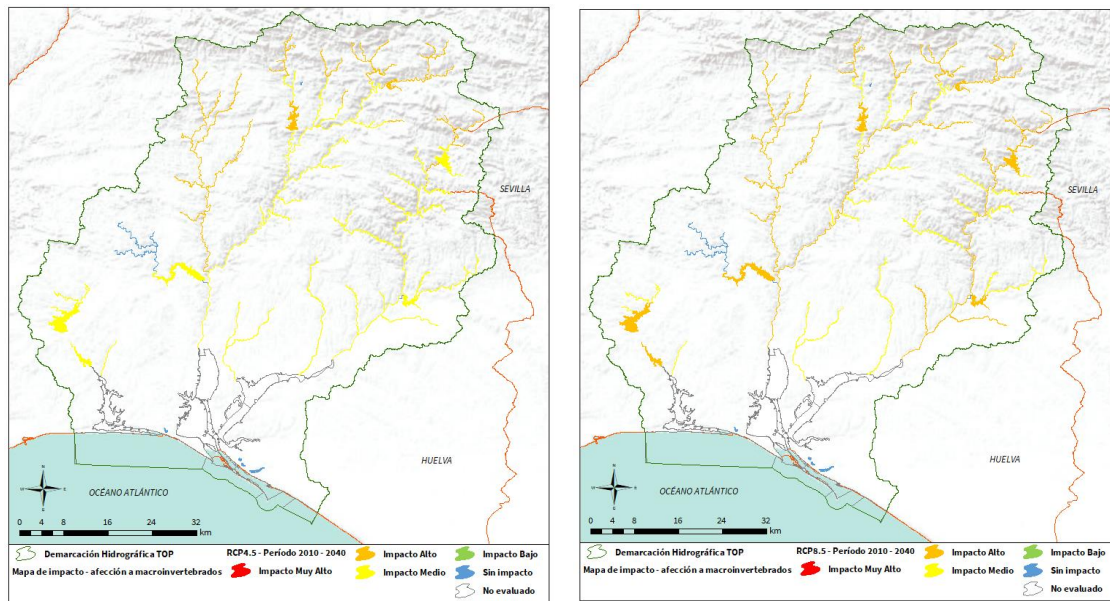 SEVILLA
HUELVA
OCÉANO ATLÁNTICO
N
W E
S
0 4 8 16 24 32
km
Demarcación Hidrográfica TOP
RCP4.5 - Período 2010 - 2040
Mapa de impacto - afección a macroinvertebrados
Impacto Muy Alto
Impacto Alto
Impacto Medio
Impacto Bajo
Sin impacto
No evaluado
SEVILLA
HUELVA
OCÉANO ATLÁNTICO
N
W E
S
0 4 8 16 24 32
km
Demarcación Hidrográfica TOP
RCP8.5 - Período 2010 - 2040
Mapa de impacto - afección a macroinvertebrados
Impacto Muy Alto
Impacto Alto
Impacto Medio
Impacto Bajo
Sin impacto
No evaluado